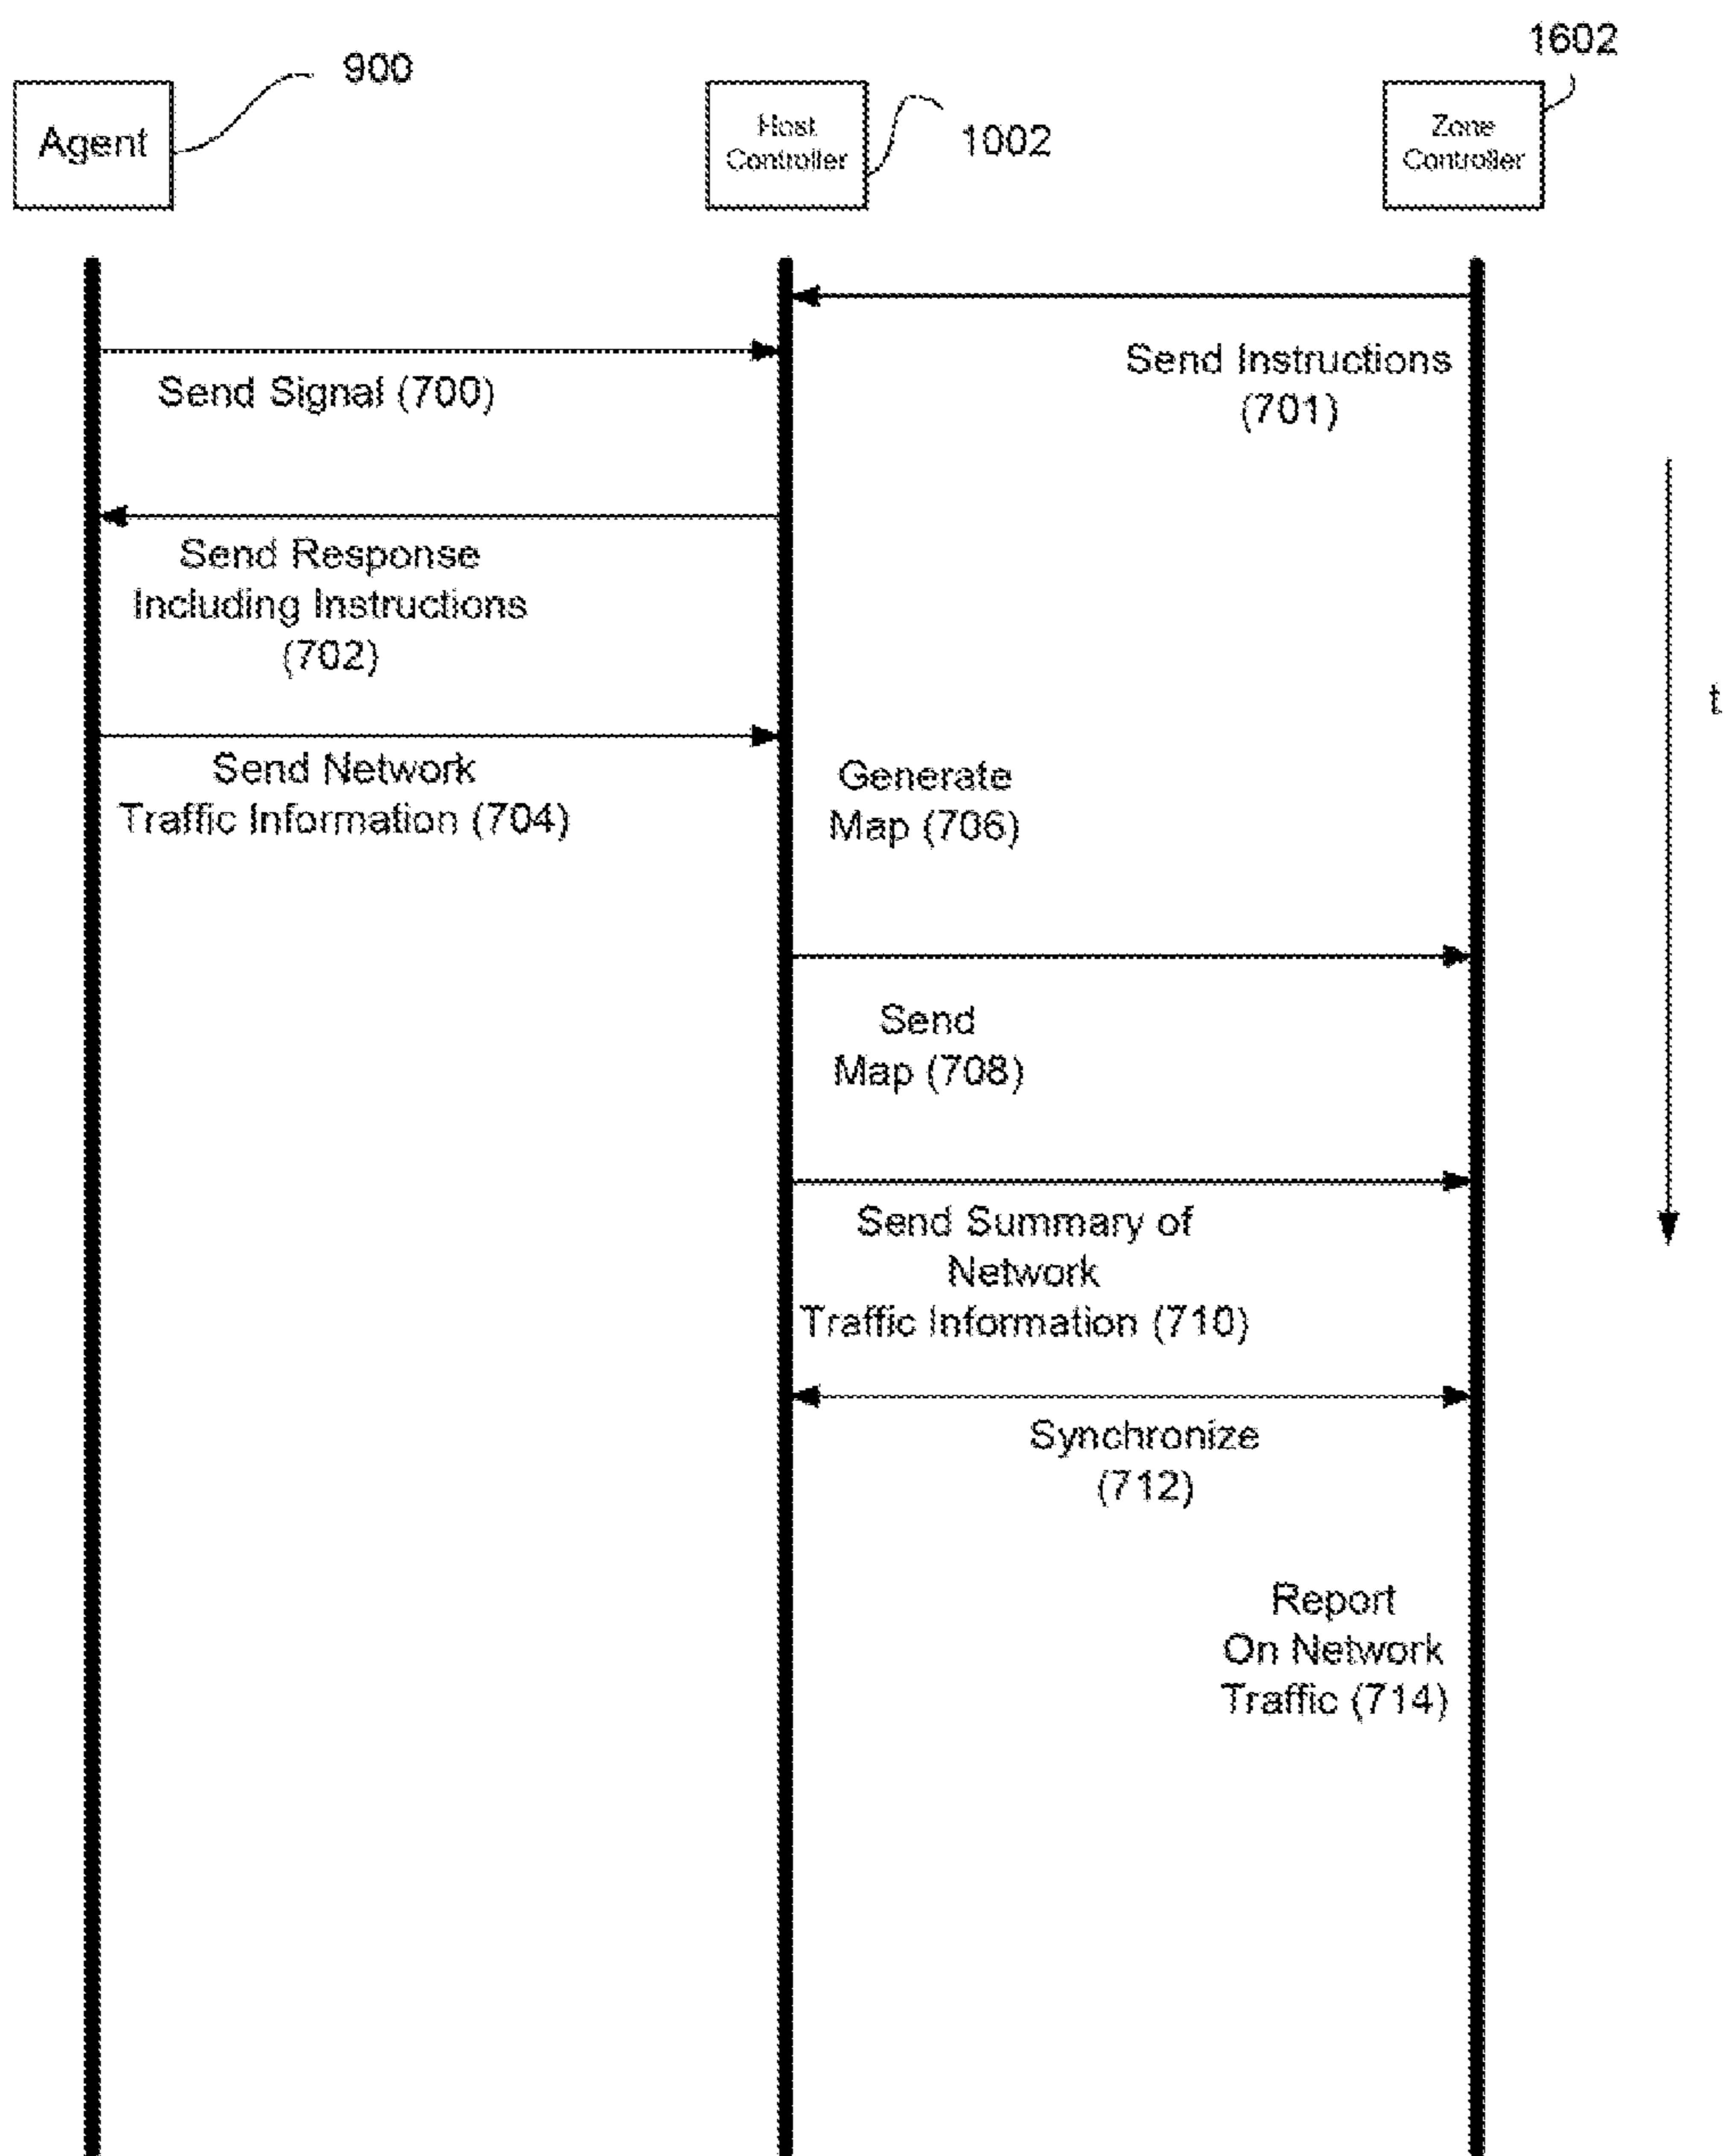 900
1602
Agent
Host
Controller
1002
Zone
Controller
Send Signal (700)
Send Instructions
(701)
Send Response
Including Instructions
(702)
t
Send Network
Traffic Information (704)
Generate
Map (706)
Send
Map (708)
Send Summary of
Network
Traffic Information (710)
Synchronize
(712)
Report
On Network
Traffic (714)